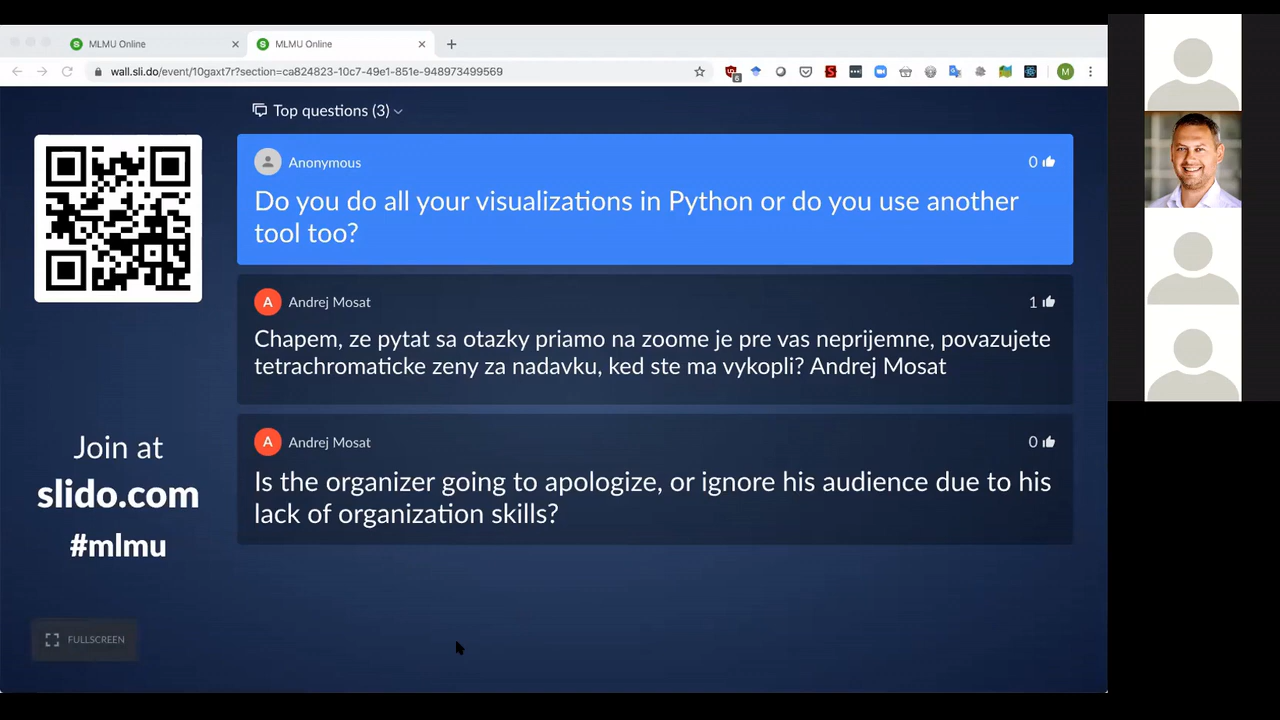 MLMU Online
MLMU Online
wall.sli.do/event/10gaxt7r?section=ca824823-10c7-49e1-851e-948973499569
M
Top questions (3)
Anonymous
0
Do you do all your visualizations in Python or do you use another
tool too?
A
Andrej Mosat
1
Chapem, ze pytat sa otazky priamo na zoome je pre vas neprijemne, povazujete
tetrachromaticke zeny za nadavku, ked ste ma vykopli? Andrej Mosat
A
Andrej Mosat
0
Is the organizer going to apologize, or ignore his audience due to his
lack of organization skills?
Join at
slido.com
#mlmu
FULLSCREEN